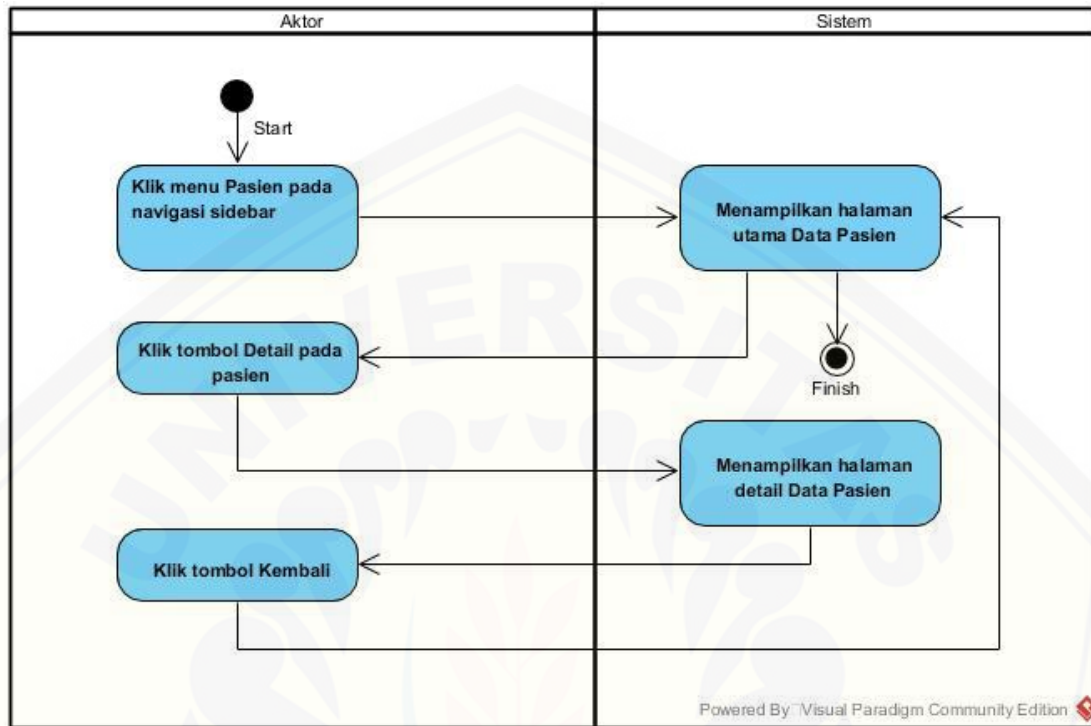 Aktor
Sistem
Start
Klik menu Pasien pada
navigasi sidebar
Menampilkan halaman
utama Data Pasien
Klik tombol Detail pada
pasien
Finish
Menampilkan halaman
detail Data Pasien
Klik tombol Kembali
UNIVERSITAS
Powered By Visual Paradigm Community Edition